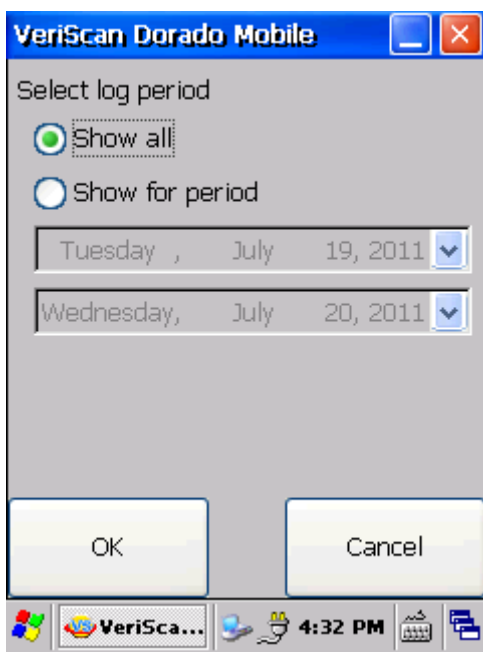 VeriScan Dorado Mobile
Select log period
Show all
Show for period
Tuesday , July 19, 2011
Wednesday, July 20, 2011
OK Cancel
VeriSca... 4:32 PM